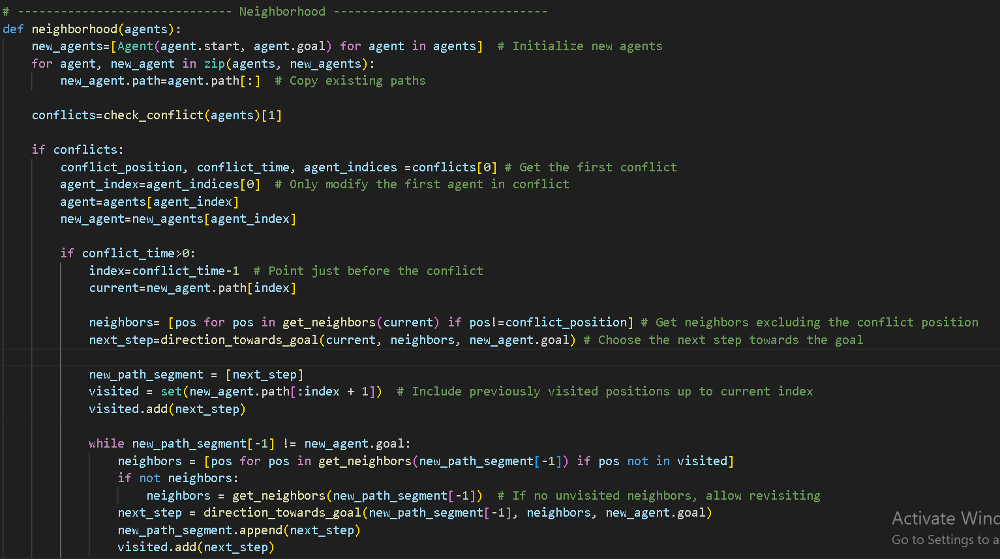 # ------------------------------ Neighborhood ------------------------------
def neighborhood(agents):
    new_agents=[Agent(agent.start, agent.goal) for agent in agents]  # Initialize new agents
    for agent, new_agent in zip(agents, new_agents):
        new_agent.path=agent.path[:]  # Copy existing paths

    conflicts=check_conflict(agents)[1]

    if conflicts:
        conflict_position, conflict_time, agent_indices =conflicts[0] # Get the first conflict
        agent_index=agent_indices[0]  # Only modify the first agent in conflict
        agent=agents[agent_index]
        new_agent=new_agents[agent_index]

        if conflict_time>0:
            index=conflict_time-1  # Point just before the conflict
            current=new_agent.path[index]

            neighbors= [pos for pos in get_neighbors(current) if pos!=conflict_position] # Get neighbors excluding the conflict position
            next_step=direction_towards_goal(current, neighbors, new_agent.goal) # Choose the next step towards the goal

            new_path_segment = [next_step]
            visited = set(new_agent.path[:index + 1])  # Include previously visited positions up to current index
            visited.add(next_step)

            while new_path_segment[-1] != new_agent.goal:
                neighbors = [pos for pos in get_neighbors(new_path_segment[-1]) if pos not in visited]
                if not neighbors:
                    neighbors = get_neighbors(new_path_segment[-1])  # If no unvisited neighbors, allow revisiting
                next_step = direction_towards_goal(new_path_segment[-1], neighbors, new_agent.goal)
                new_path_segment.append(next_step)
                visited.add(next_step)
Activate Wind
Go to Settings to a